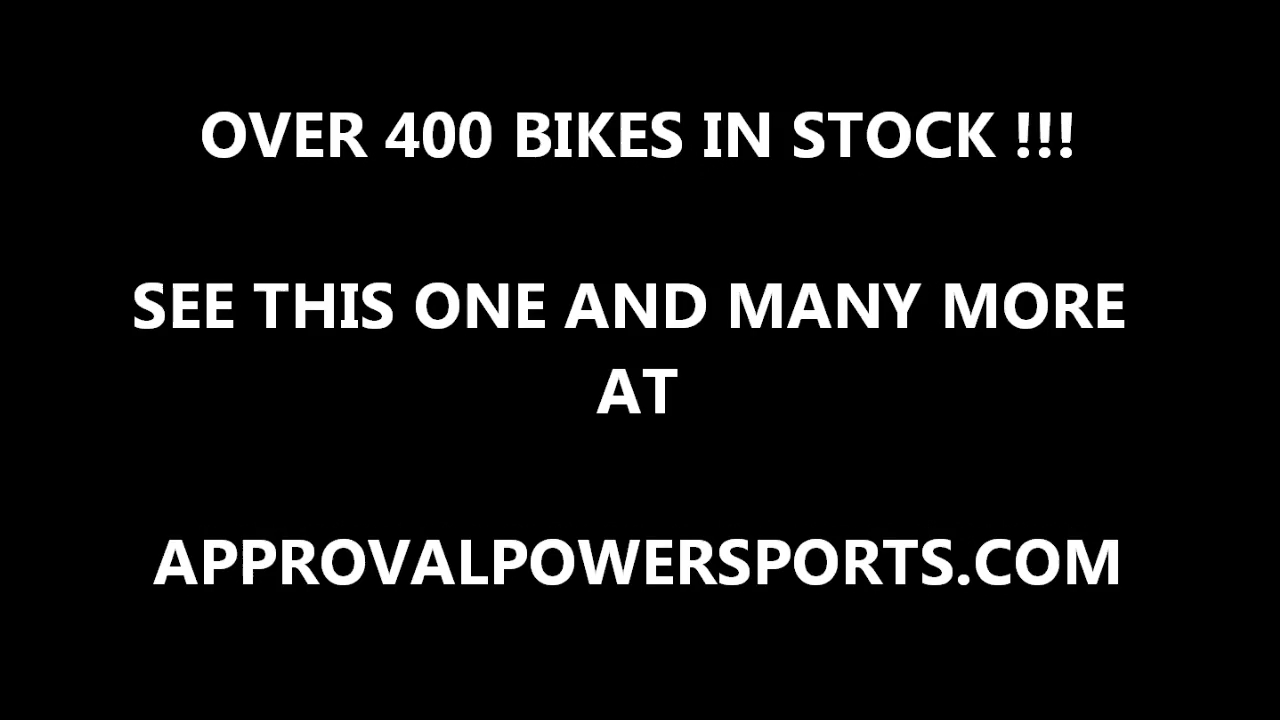 OVER 400 BIKES IN STOCK !!!
SEE THIS ONE AND MANY MORE
AT
APPROVALPOWERSPORTS.COM